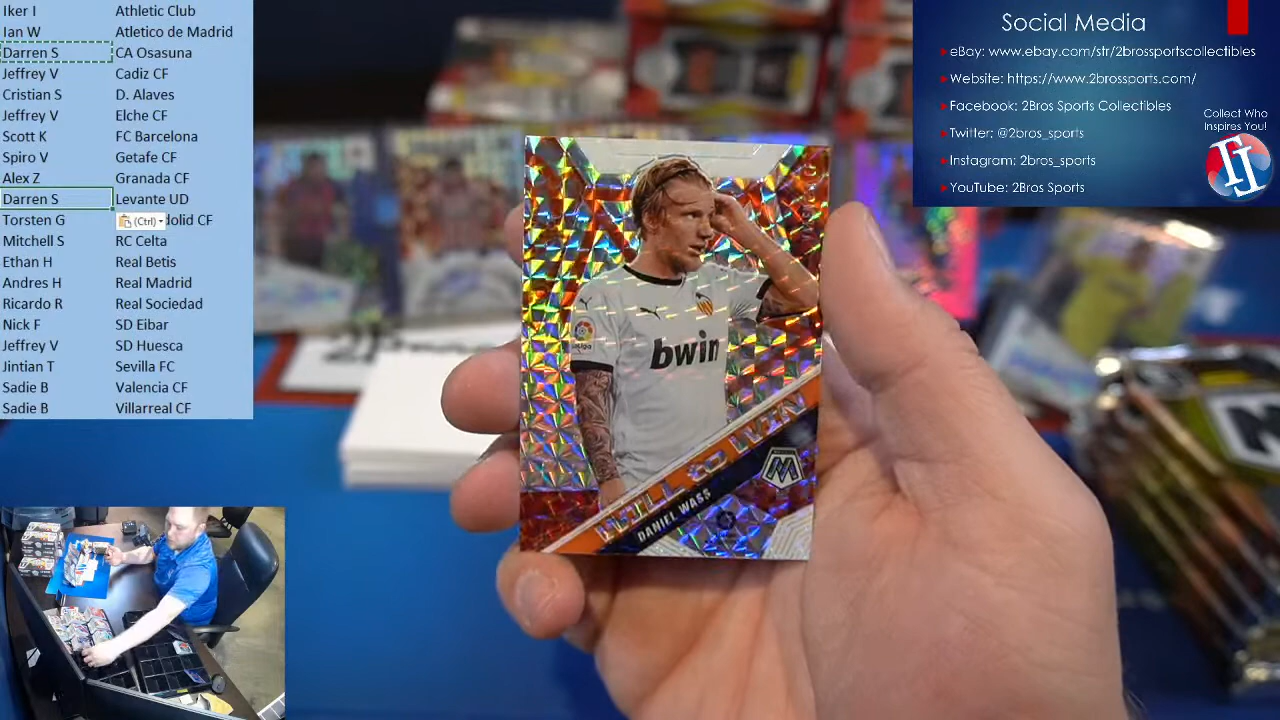 Iker I Athletic Club
Ian W Atletico de Madrid
Darren S CA Osasuna
Jeffrey V Cadiz CF
Cristian S D. Alaves
Jeffrey V Elche CF
Scott K FC Barcelona
Spiro V Getafe CF
Alex Z Granada CF
Darren S Levante UD
Torsten G (Ctrl) dolid CF
Mitchell S RC Celta
Ethan H Real Betis
Andres H Real Madrid
Ricardo R Real Sociedad
Nick F SD Eibar
Jeffrey V SD Huesca
Jintian T Sevilla FC
Sadie B Valencia CF
Sadie B Villarreal CF
Social Media
eBay: www.ebay.com/str/2brossportscollectibles
Website: https://www.2brossports.com/
Facebook: 2Bros Sports Collectibles
Twitter: @2bros_sports
Instagram: 2bros_sports
YouTube: 2Bros Sports
Collect Who
Inspires You!
bwin
WILL to WIN
DANIEL WASS